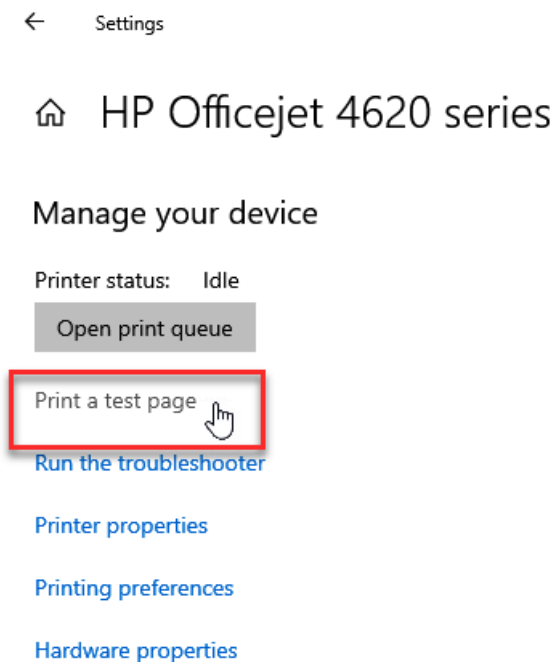 Settings
HP Officejet 4620 series
Manage your device
Printer status: Idle
Open print queue
Print a test page
Run the troubleshooter
Printer properties
Printing preferences
Hardware properties